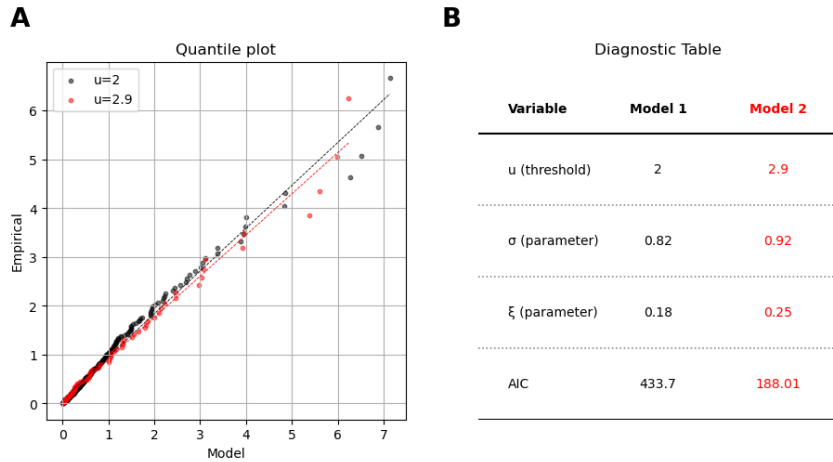 A
Quantile plot
u=2
u=2.9
Empirical
6
5
4
3
2
1
0
0 1 2 3 4 5 6 7
Model
B
Diagnostic Table
Variable Model 1 Model 2
u (threshold) 2 2.9
σ (parameter) 0.82 0.92
ξ (parameter) 0.18 0.25
AIC 433.7 188.01